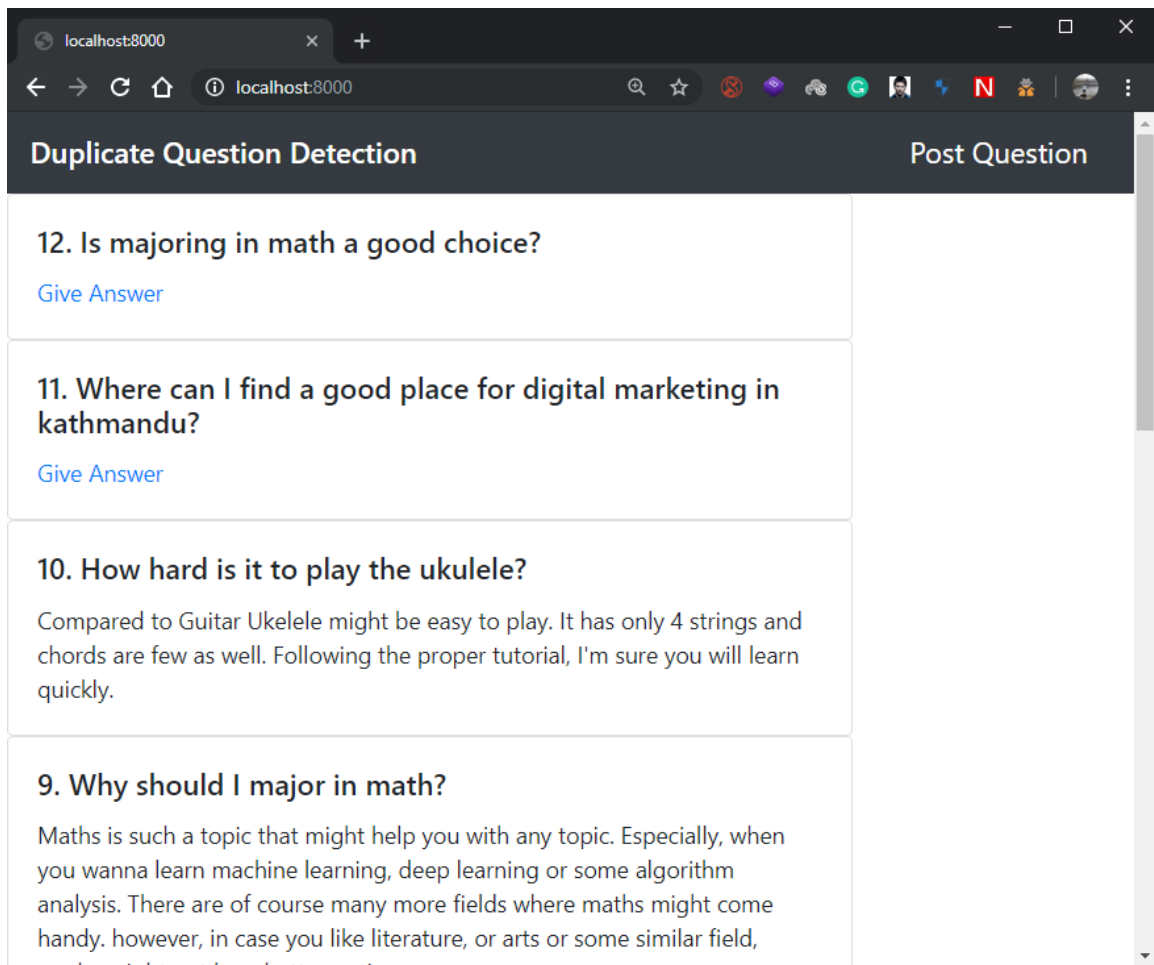 localhost:8000
localhost:8000
Duplicate Question Detection
Post Question
12. Is majoring in math a good choice?
Give Answer
11. Where can I find a good place for digital marketing in
kathmandu?
Give Answer
10. How hard is it to play the ukulele?
Compared to Guitar Ukelele might be easy to play. It has only 4 strings and
chords are few as well. Following the proper tutorial, I'm sure you will learn
quickly.
9. Why should I major in math?
Maths is such a topic that might help you with any topic. Especially, when
you wanna learn machine learning, deep learning or some algorithm
analysis. There are of course many more fields where maths might come
handy. however, in case you like literature, or arts or some similar field,